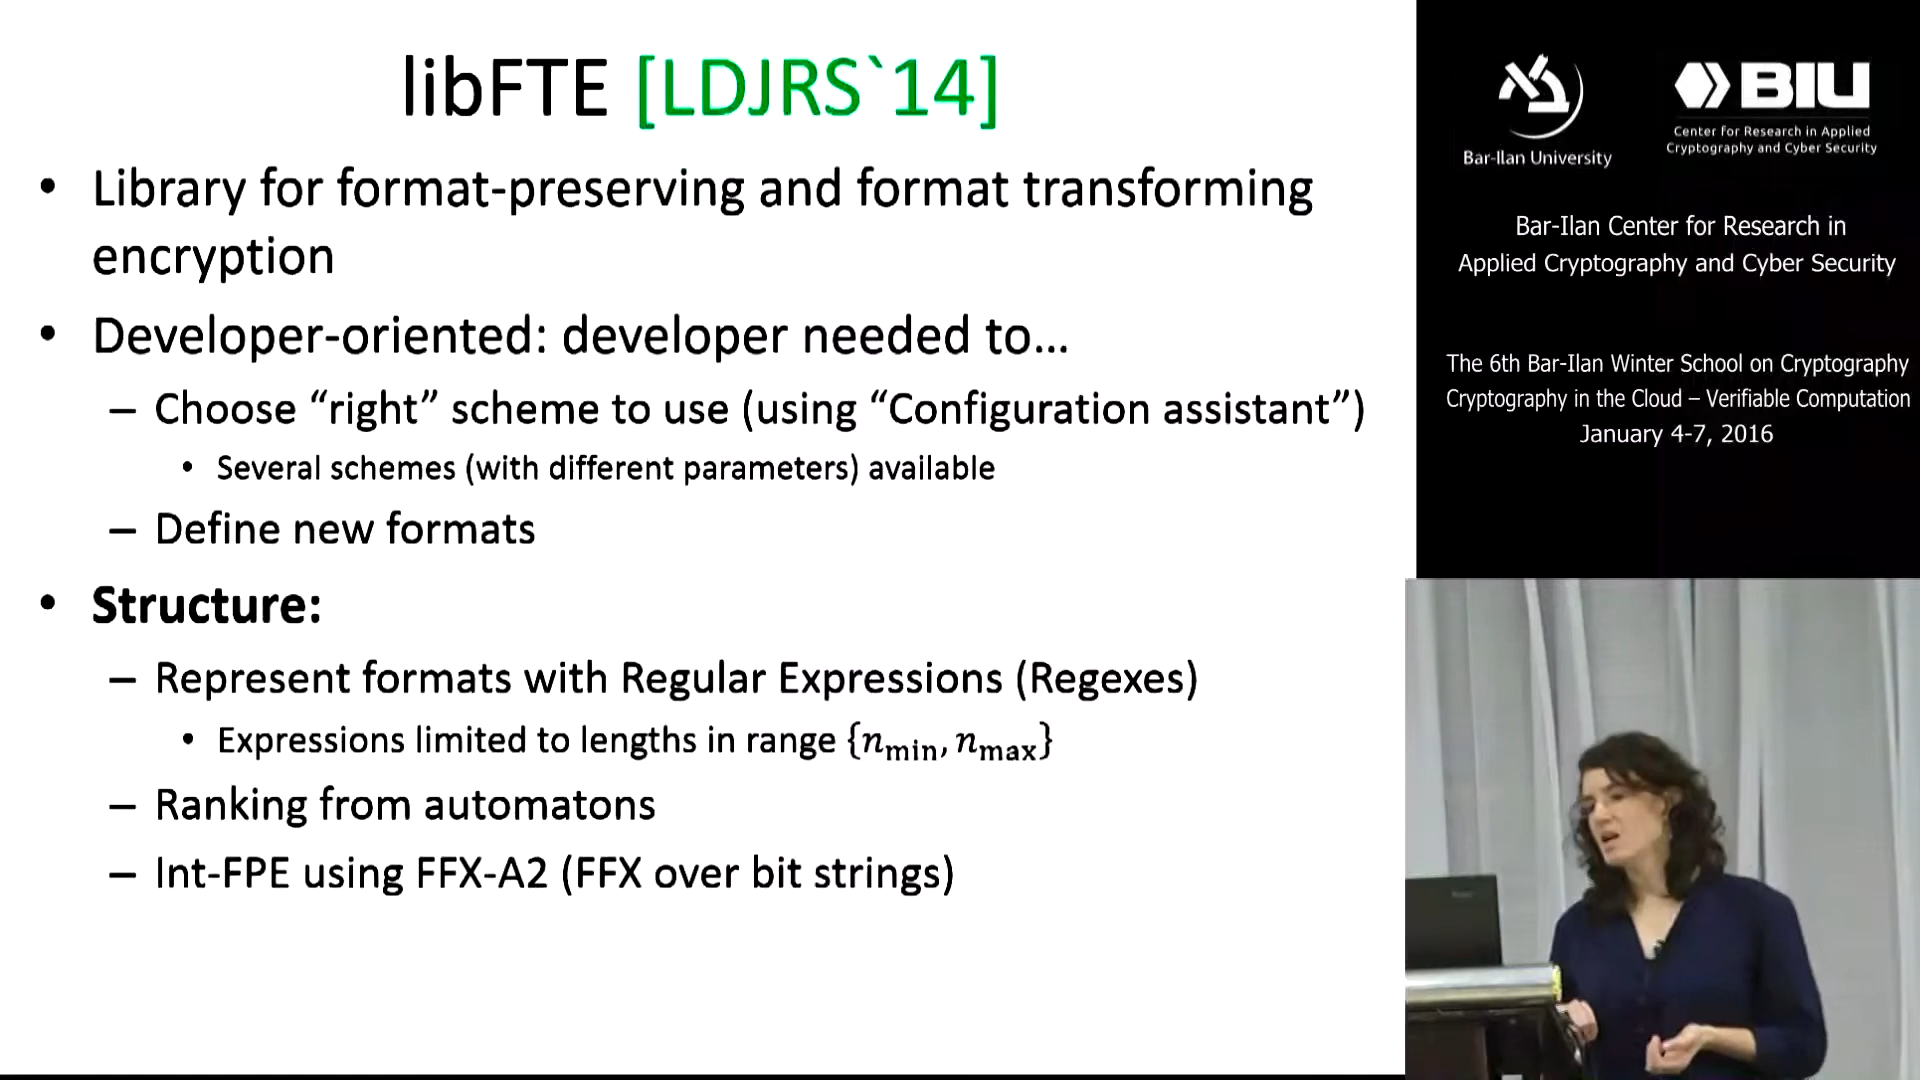 libFTE [LDJRS`14]
• Library for format-preserving and format transforming
encryption
• Developer-oriented: developer needed to…
– Choose “right” scheme to use (using “Configuration assistant”)
• Several schemes (with different parameters) available
– Define new formats
• Structure:
– Represent formats with Regular Expressions (Regexes)
• Expressions limited to lengths in range {n_min, n_max}
– Ranking from automatons
– Int-FPE using FFX-A2 (FFX over bit strings)
Bar-Ilan University
BIU
Center for Research in Applied
Cryptography and Cyber Security
Bar-Ilan Center for Research in
Applied Cryptography and Cyber Security
The 6th Bar-Ilan Winter School on Cryptography
Cryptography in the Cloud – Verifiable Computation
January 4-7, 2016